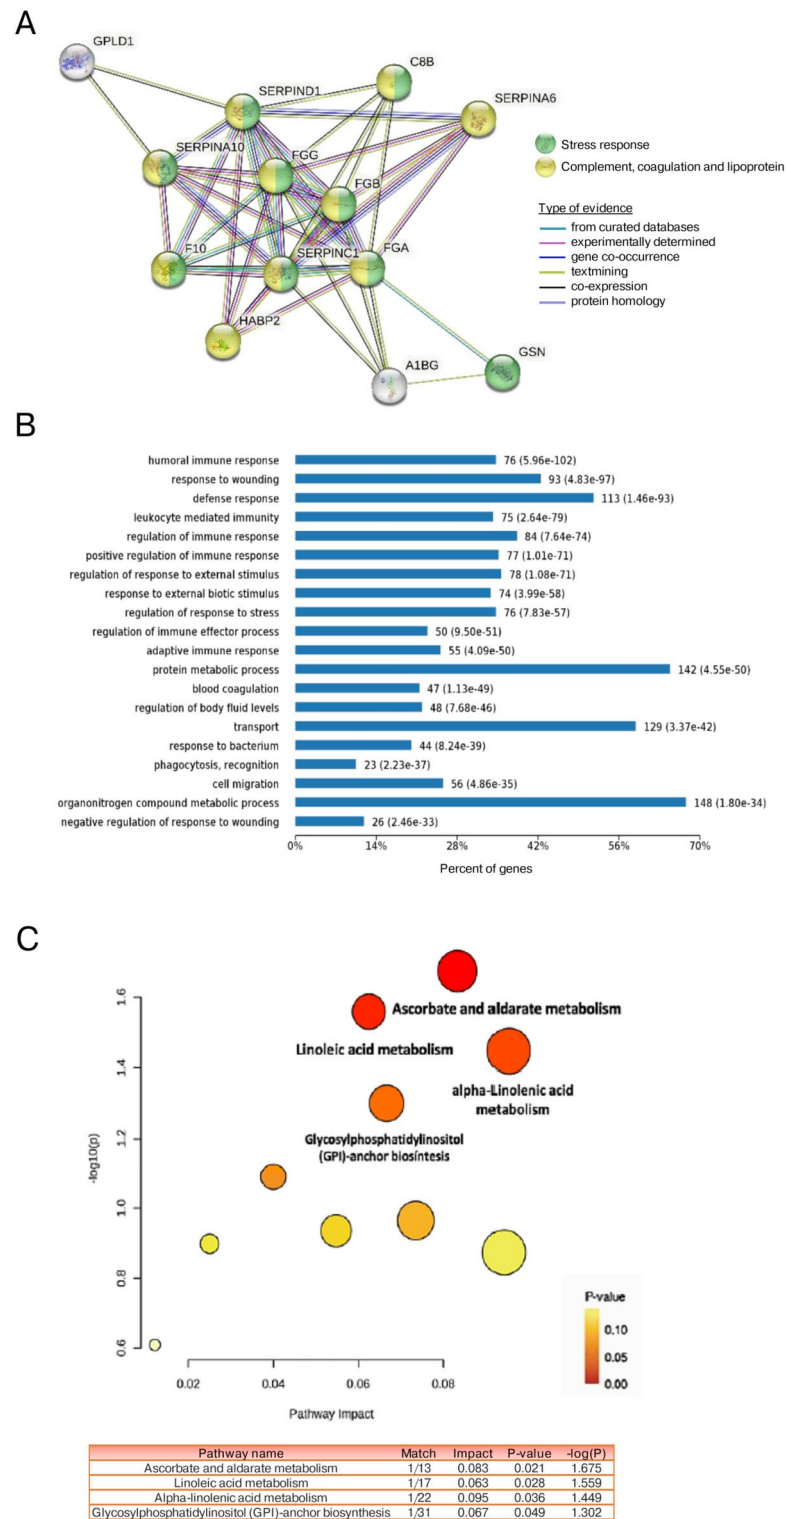 A
GPLD1
C8B
SERPIND1
SERPINA6
SERPINA10
FGG
FGB
F10
SERPINC1
FGA
HABP2
A1BG
GSN
Stress response
Complement, coagulation and lipoprotein
Type of evidence
from curated databases
experimentally determined
gene co-occurrence
textmining
co-expression
protein homology
B
humoral immune response 76 (5.96e-102)
response to wounding 93 (4.83e-97)
defense response 113 (1.46e-93)
leukocyte mediated immunity 75 (2.64e-79)
regulation of immune response 84 (7.64e-74)
positive regulation of immune response 77 (1.01e-71)
regulation of response to external stimulus 78 (1.08e-71)
response to external biotic stimulus 74 (3.99e-58)
regulation of response to stress 76 (7.83e-57)
regulation of immune effector process 50 (9.50e-51)
adaptive immune response 55 (4.09e-50)
protein metabolic process 142 (4.55e-50)
blood coagulation 47 (1.13e-49)
regulation of body fluid levels 48 (7.68e-46)
transport 129 (3.37e-42)
response to bacterium 44 (8.24e-39)
phagocytosis, recognition 23 (2.23e-37)
cell migration 56 (4.86e-35)
organonitrogen compound metabolic process 148 (1.80e-34)
negative regulation of response to wounding 26 (2.46e-33)
0% 14% 28% 42% 56% 70%
Percent of genes
C
Ascorbate and aldarate metabolism
Linoleic acid metabolism
alpha-Linolenic acid
metabolism
Glycosylphosphatidylinositol
(GPI)-anchor biosíntesis
-log10(p)
1.6
1.4
1.2
1.0
0.8
0.6
0.02 0.04 0.06 0.08
Pathway Impact
P-value
0.10
0.05
0.00
Pathway name Match Impact P-value -log(P)
Ascorbate and aldarate metabolism 1/13 0.083 0.021 1.675
Linoleic acid metabolism 1/17 0.063 0.028 1.559
Alpha-linolenic acid metabolism 1/22 0.095 0.036 1.449
Glycosylphosphatidylinositol (GPI)-anchor biosynthesis 1/31 0.067 0.049 1.302